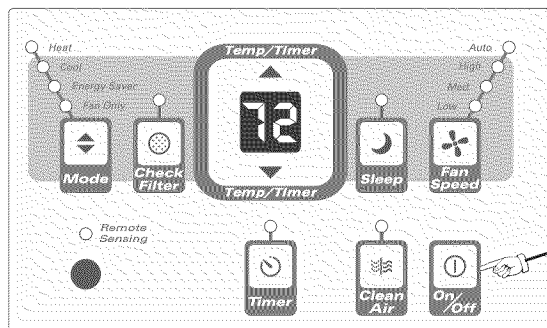 Heat
Cool
Energy Saver
Fan Only
Mode
Check
Filter
Temp/Timer
72
Temp/Timer
Sleep
Auto
High
Med
Low
Fan
Speed
Remote
Sensing
Timer
Clean
Air
On/
Off